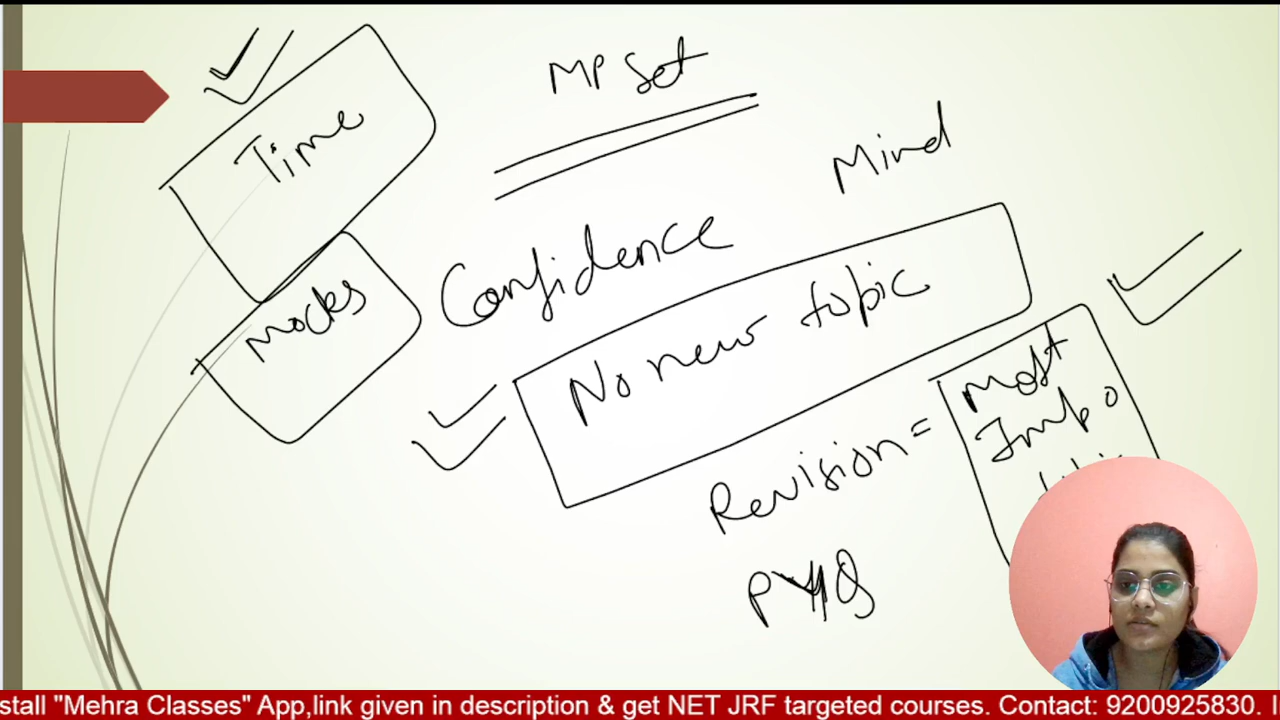 MP Set
Time
Mind
Confidence
Mocks
No new topic
Revision =
Most
Impo
PYQ
stall "Mehra Classes" App,link given in description & get NET JRF targeted courses. Contact: 9200925830. I